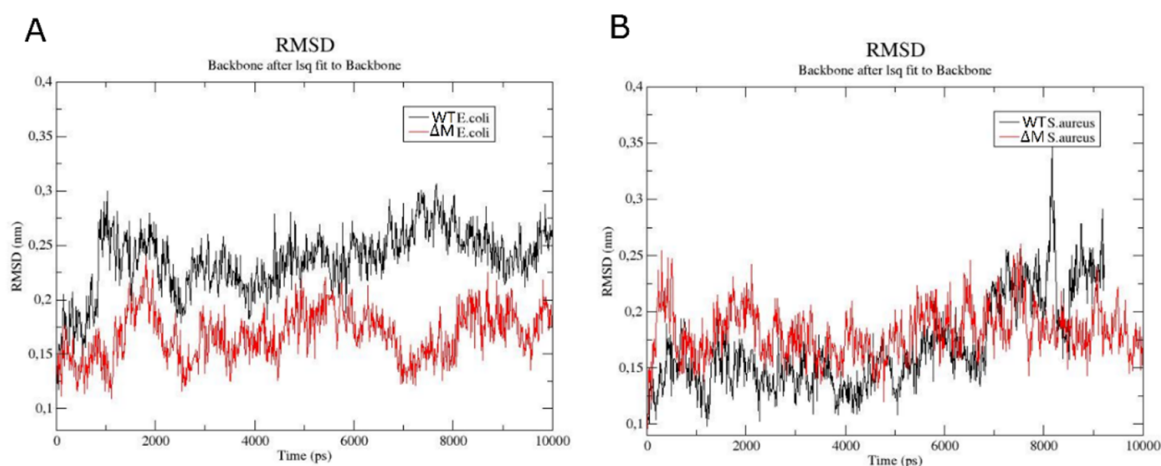 A
RMSD
Backbone after lsq fit to Backbone
0,4
0,35
0,3
0,25
0,2
0,15
0,1
RMSD (nm)
WT E.coli
ΔM E.coli
0
2000
4000
6000
8000
10000
Time (ps)
B
RMSD
Backbone after lsq fit to Backbone
0,4
0,35
0,3
0,25
0,2
0,15
0,1
RMSD (nm)
WT S.aureus
ΔM S.aureus
0
2000
4000
6000
8000
10000
Time (ps)